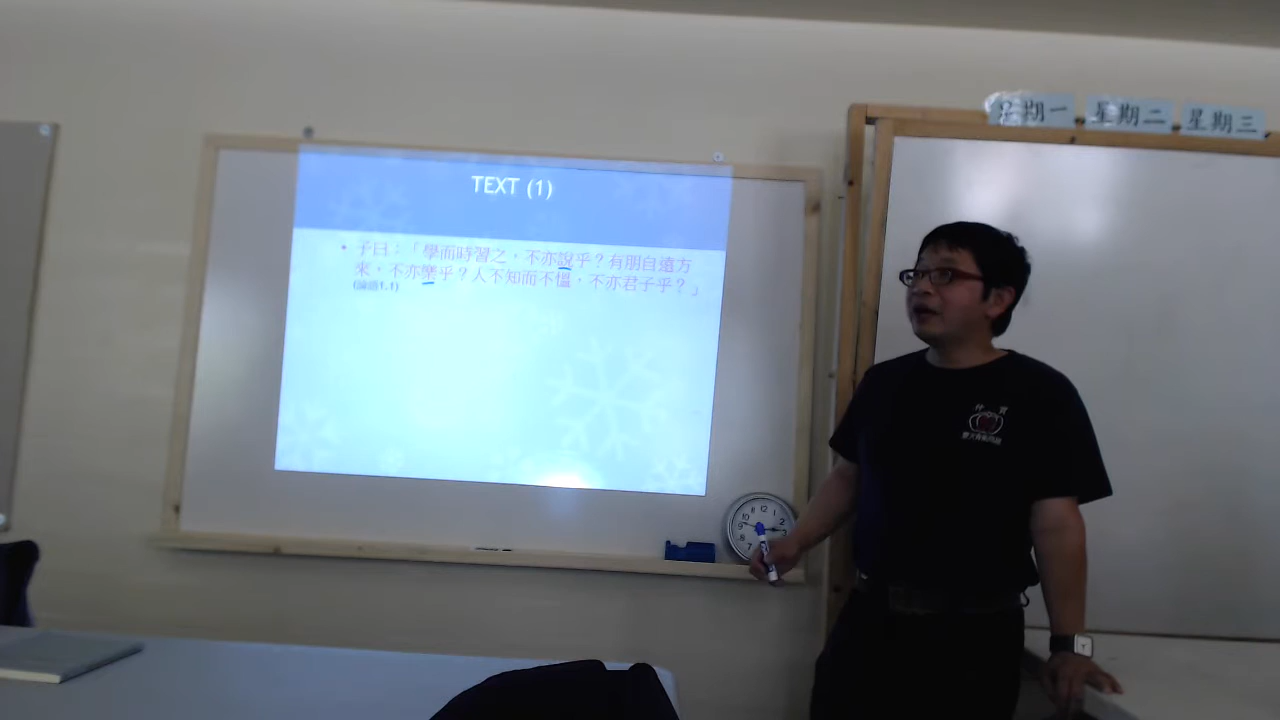 星期一
星期二
星期三
TEXT (1)
• 子曰：「學而時習之，不亦說乎？有朋自遠方
來，不亦樂乎？人不知而不慍，不亦君子乎？」
(論語1.1)